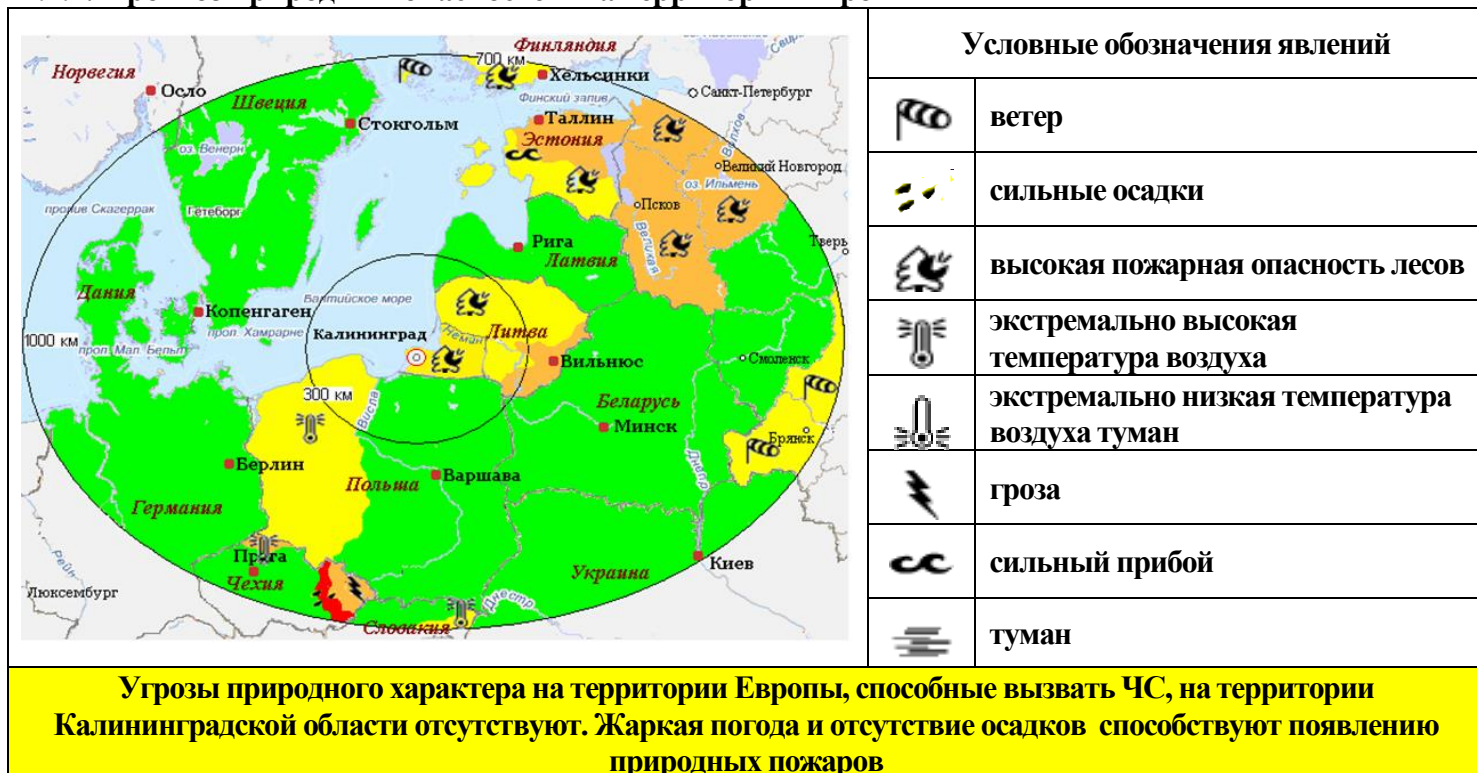 Условные обозначения явлений
ветер
сильные осадки
высокая пожарная опасность лесов
экстремально высокая
температура воздуха
экстремально низкая температура
воздуха туман
гроза
сильный прибой
туман
Норвегия
Осло
Швеция
Стокгольм
оз. Венерн
Финляндия
700 км
Хельсинки
Финский залив
Санкт-Петербург
Таллин
Эстония
Волхов
Великий Новгород
оз. Ильмень
Псков
Великая
пролив Скагеррак
Гетеборг
Рига
Латвия
Тверь
Дания
Копенгаген
Балтийское море
проп. Хамрарне
Калининград
Неман
Литва
1000 км
проп. Мал. Бельт
Вильнюс
Смоленск
300 км
Висла
Беларусь
Минск
Брянск
Берлин
Польша
Варшава
Днепр
Германия
Прага
Чехия
Украина
Киев
Рейн
Люксембург
Словакия
Днестр
Угрозы природного характера на территории Европы, способные вызвать ЧС, на территории
Калининградской области отсутствуют. Жаркая погода и отсутствие осадков способствуют появлению
природных пожаров